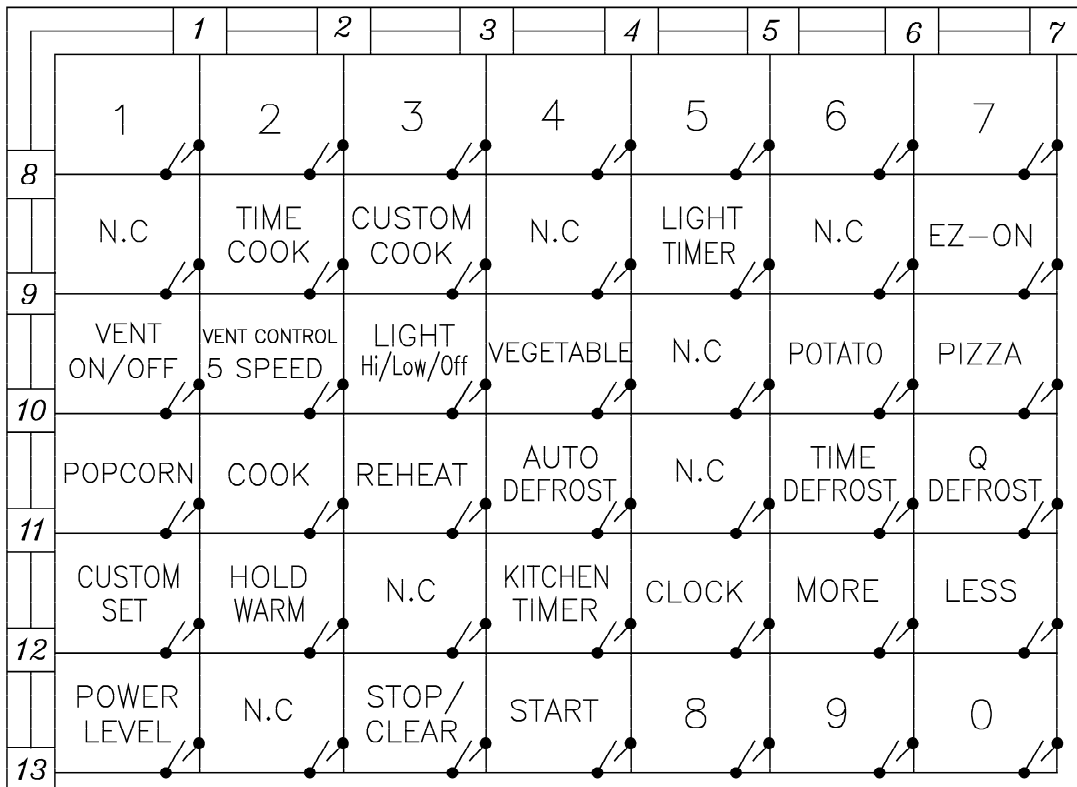 1 2 3 4 5 6 7
1 2 3 4 5 6 7
8
N.C TIME COOK CUSTOM COOK N.C LIGHT TIMER N.C EZ-ON
9
VENT ON/OFF VENT CONTROL 5 SPEED LIGHT Hi/Low/Off VEGETABLE N.C POTATO PIZZA
10
POPCORN COOK REHEAT AUTO DEFROST N.C TIME DEFROST Q DEFROST
11
CUSTOM SET HOLD WARM N.C KITCHEN TIMER CLOCK MORE LESS
12
POWER LEVEL N.C STOP/ CLEAR START 8 9 0
13